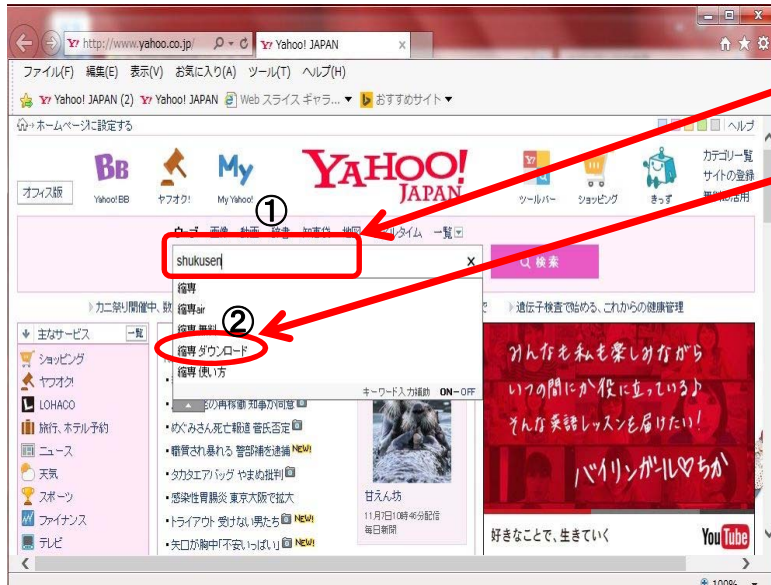 http://www.yahoo.co.jp/
Yahoo! JAPAN
ファイル(F) 編集(E) 表示(V) お気に入り(A) ツール(T) ヘルプ(H)
Yahoo! JAPAN (2) Yahoo! JAPAN Web スライス ギャラ... おすすめサイト
ホームページに設定する
ヘルプ
オフィス版
BB
Yahoo! BB
ヤフオク!
My
My Yahoo!
YAHOO!
JAPAN
ツールバー
ショッピング
きっず
カテゴリ一覧
サイトの登録
活用
①
画像 動画 辞書 知恵袋 地図 リアルタイム 一覧
shukusen
x
検索
縮専
縮専air
縮専 無料
②
縮専 ダウンロード
縮専 使い方
キーワード入力補助 ON-OFF
カニ祭り開催中、数
遺伝子検査で始める、これからの健康管理
主なサービス 一覧
ショッピング
ヤフオク!
LOHACO
旅行、ホテル予約
ニュース
天気
スポーツ
ファイナンス
テレビ
の再稼働 知事が同意
・めぐみさん死亡報道 菅氏否定
・職質され暴れる 警部補を逮捕 NEW!
・タカタエアバッグ やまぬ批判
・感染性胃腸炎 東京大阪で拡大
・トライアウト 受けない男たち NEW!
・矢口が胸中「不安いっぱい」 NEW!
甘えん坊
11月7日10時46分配信
毎日新聞
みんなも私も楽しみながら
いつの間にか役に立っている♪
そんな英語レッスンを届けたい!
バイリンガール♡ちか
好きなことで、生きていく
YouTube
100%